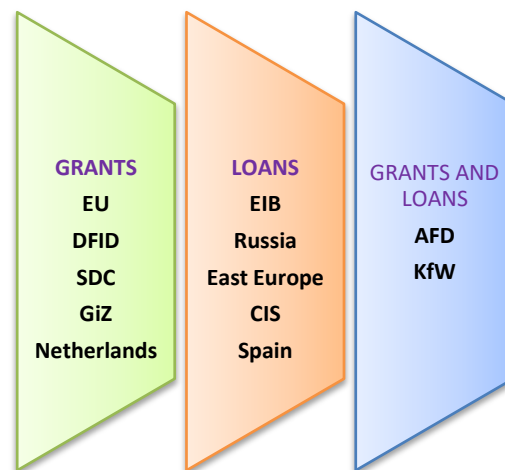 GRANTS
EU
DFID
SDC
GiZ
Netherlands
LOANS
EIB
Russia
East Europe
CIS
Spain
GRANTS AND
LOANS
AFD
KfW